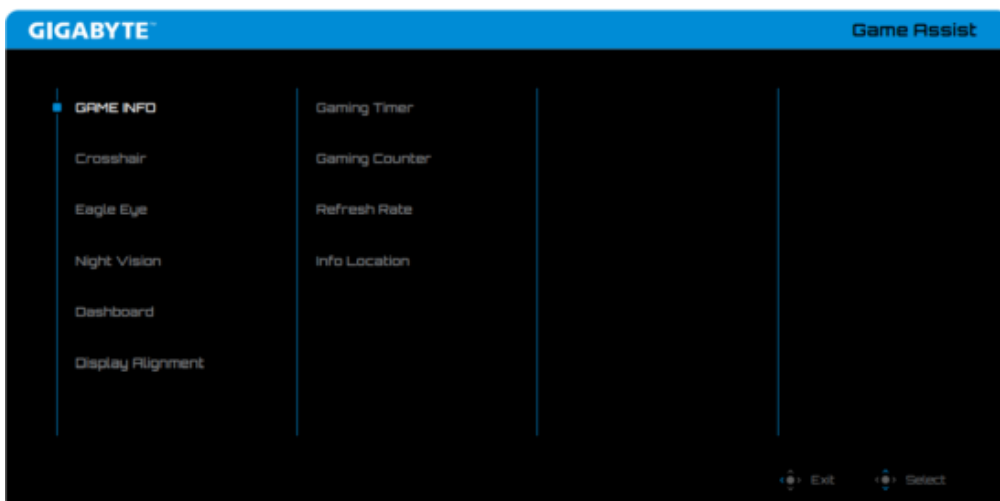 GIGABYTE™
Game Assist
GAME INFO
Crosshair
Eagle Eye
Night Vision
Dashboard
Display Alignment
Gaming Timer
Gaming Counter
Refresh Rate
Info Location
Exit
Select